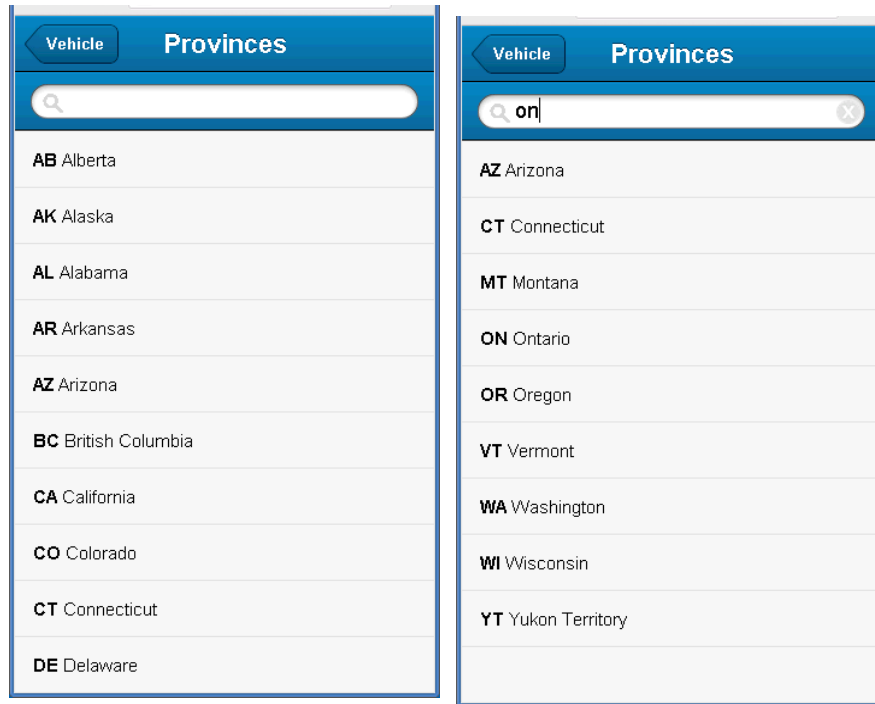 Vehicle Provinces
AB Alberta
AK Alaska
AL Alabama
AR Arkansas
AZ Arizona
BC British Columbia
CA California
CO Colorado
CT Connecticut
DE Delaware
Vehicle Provinces
on
AZ Arizona
CT Connecticut
MT Montana
ON Ontario
OR Oregon
VT Vermont
WA Washington
WI Wisconsin
YT Yukon Territory